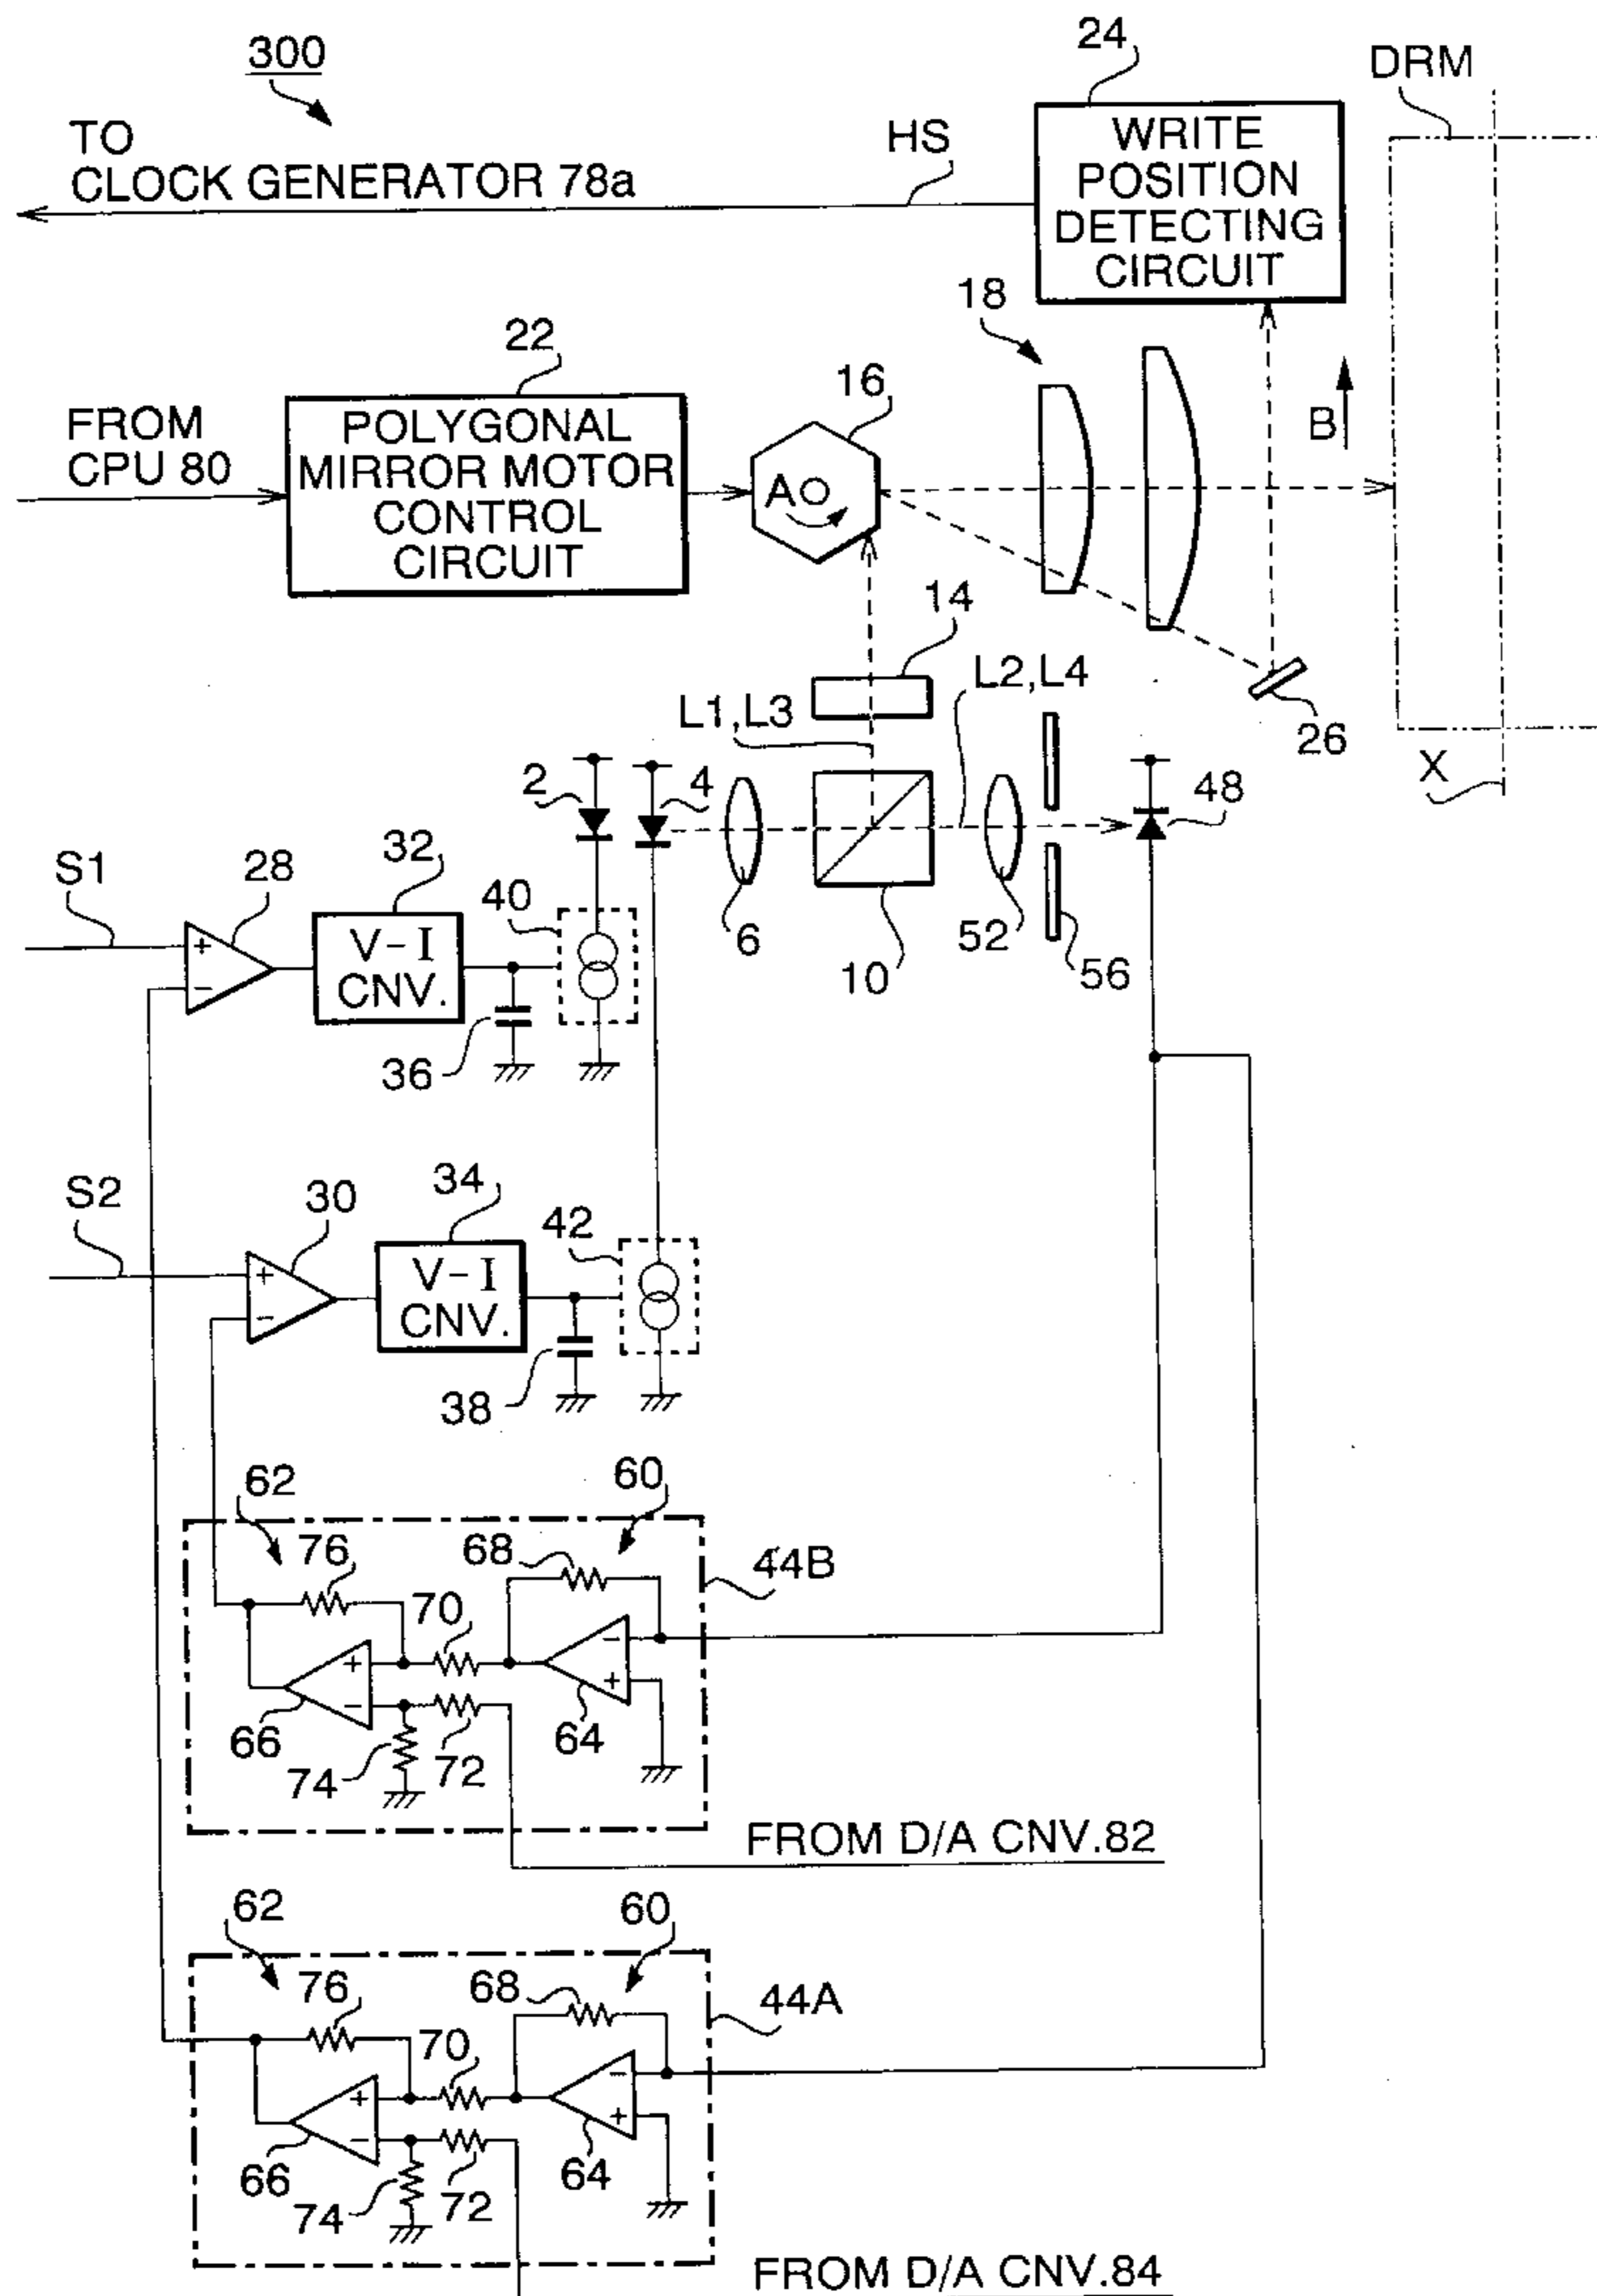 300
24
DRM
TO
CLOCK GENERATOR 78a
HS
WRITE
POSITION
DETECTING
CIRCUIT
18
22
16
FROM
CPU 80
POLYGONAL
MIRROR MOTOR
CONTROL
CIRCUIT
A
B
14
L1,L3
L2,L4
26
X
2
4
48
6
10
52
56
S1
28
32
V-I
CNV.
40
36
S2
30
34
V-I
CNV.
42
38
62
60
76
68
44B
70
+
-
-
+
66
64
74
72
FROM D/A CNV.82
62
60
76
68
44A
70
+
-
-
+
66
64
74
72
FROM D/A CNV.84